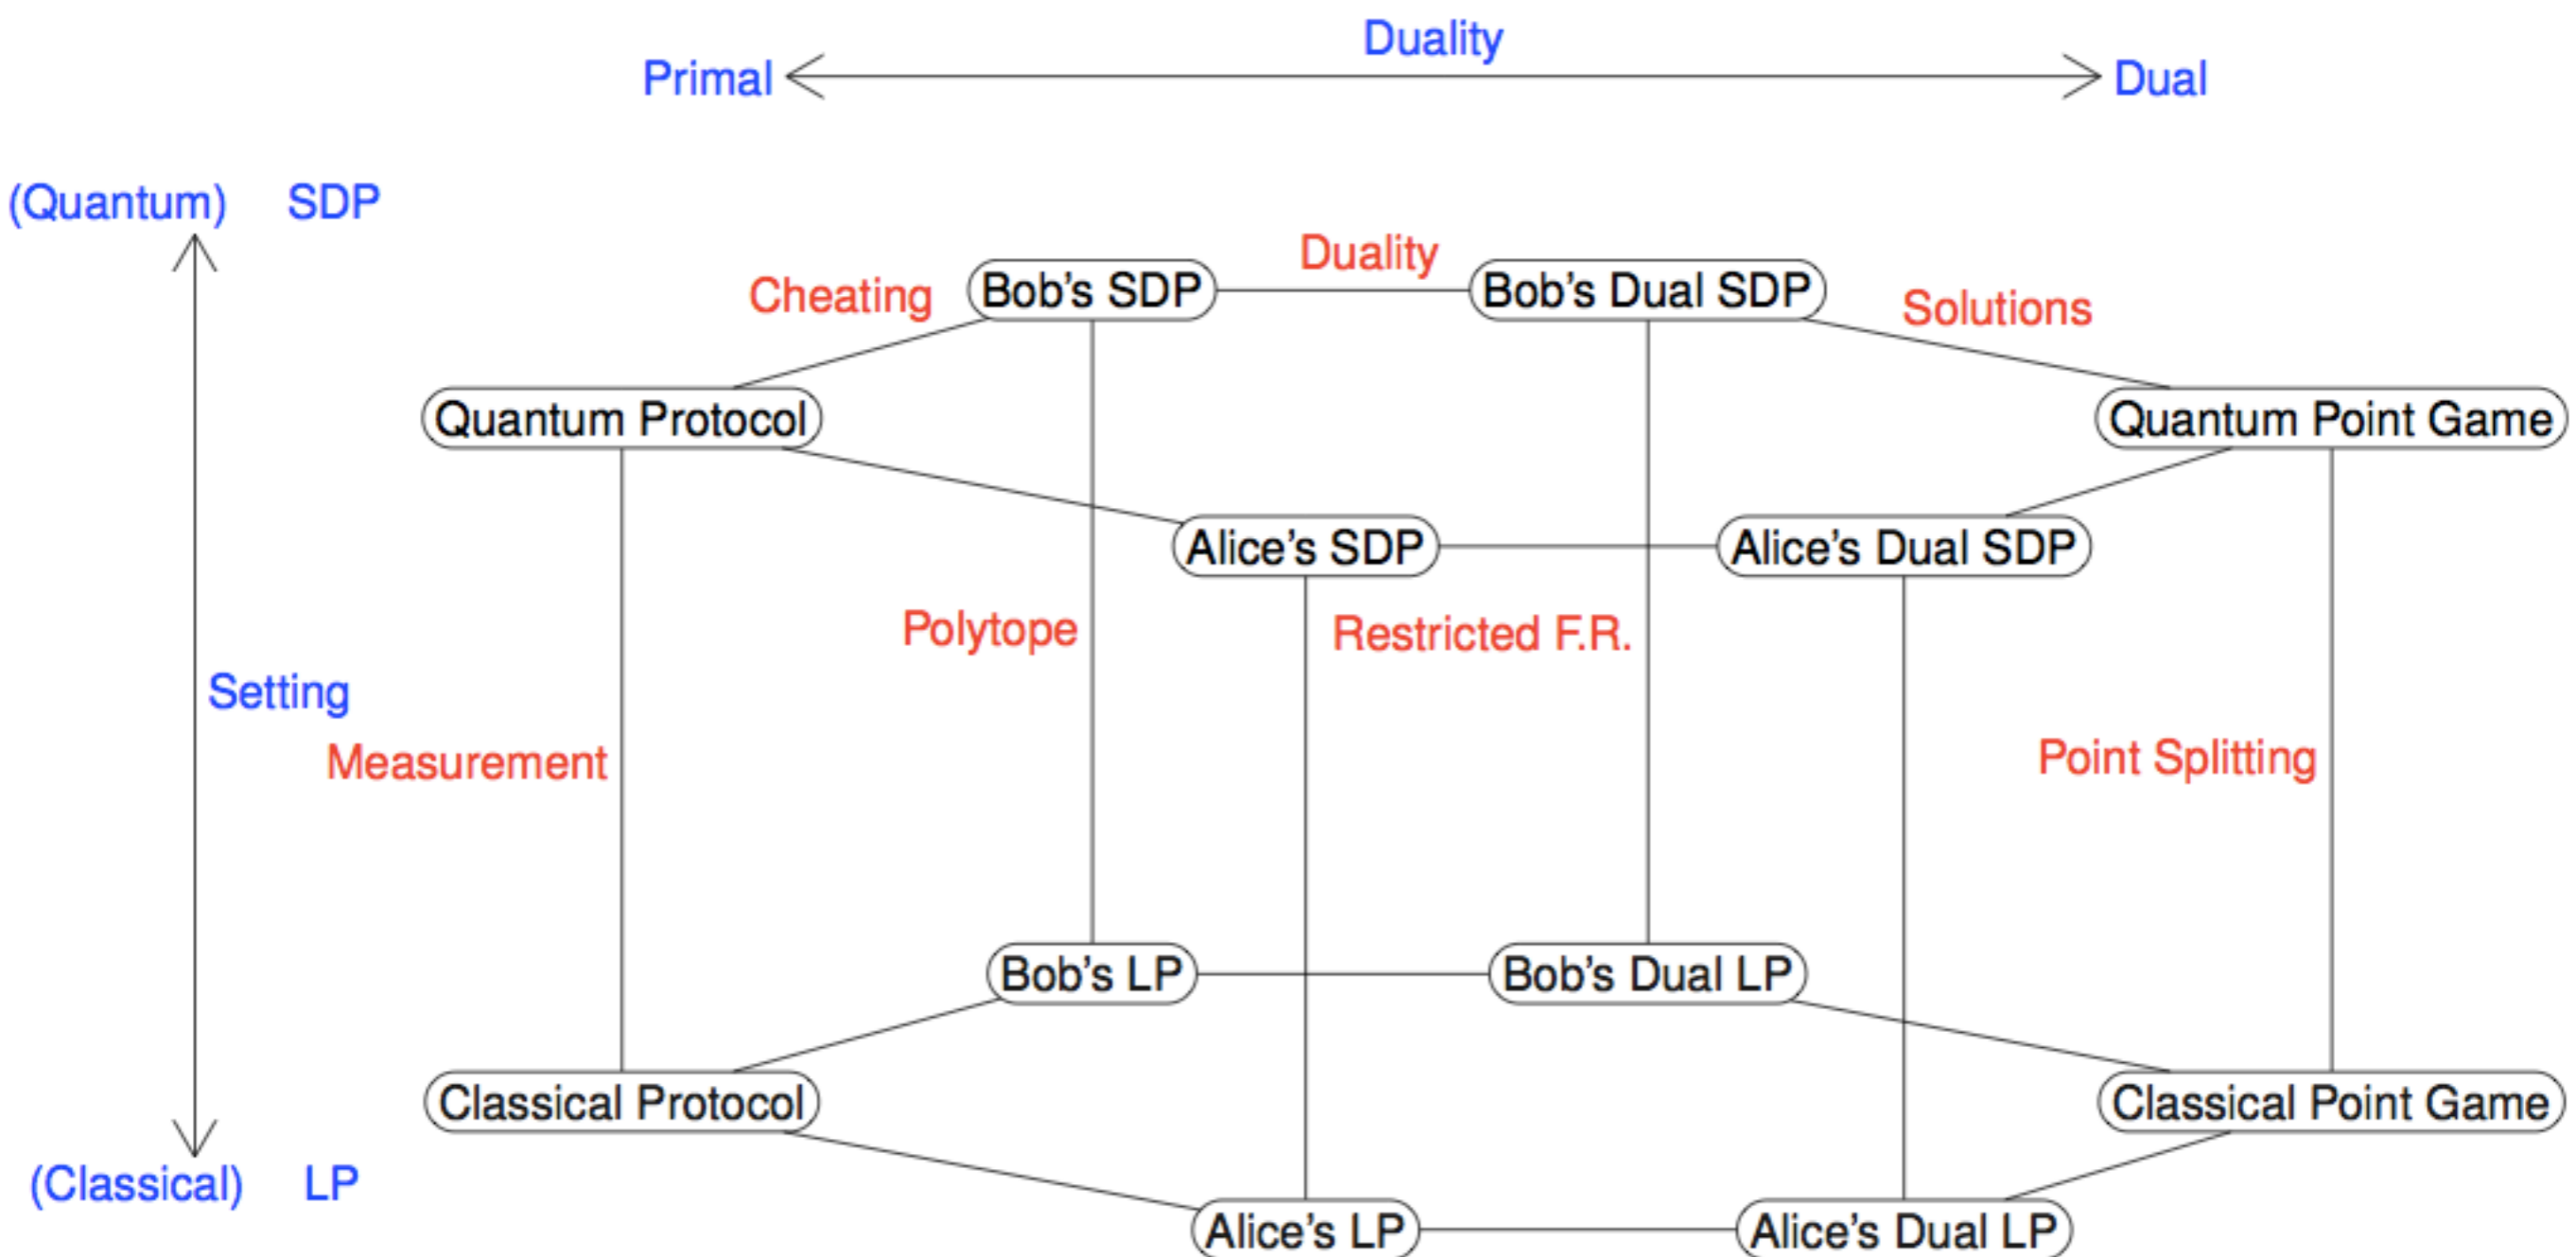 Duality
Primal Dual
(Quantum) SDP
Duality
Cheating Bob's SDP Bob's Dual SDP Solutions
Quantum Protocol Quantum Point Game
Alice's SDP Alice's Dual SDP
Polytope Restricted F.R.
Setting
Measurement Point Splitting
Bob's LP Bob's Dual LP
Classical Protocol Classical Point Game
(Classical) LP
Alice's LP Alice's Dual LP